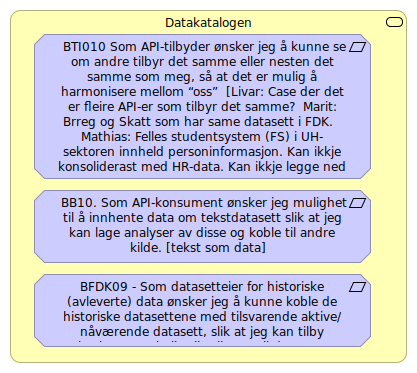 Datakatalogen
BTI010 Som API-tilbyder ønsker jeg å kunne se
om andre tilbyr det samme eller nesten det
samme som meg, så at det er mulig å
harmonisere mellom “oss”  [Livar: Case der det
er fleire API-er som tilbyr det samme?  Marit:
Brreg og Skatt som har same datasett i FDK.
Mathias: Felles studentsystem (FS) i UH-
sektoren innheld personinformasjon. Kan ikkje
konsoliderast med HR-data. Kan ikkje legge ned
BB10. Som API-konsument ønsker jeg mulighet
til å innhente data om tekstdatasett slik at jeg
kan lage analyser av disse og koble til andre
kilde. [tekst som data]
BFDK09 - Som datasetteier for historiske
(avleverte) data ønsker jeg å kunne koble de
historiske datasettene med tilsvarende aktive/
nåværende datasett, slik at jeg kan tilby